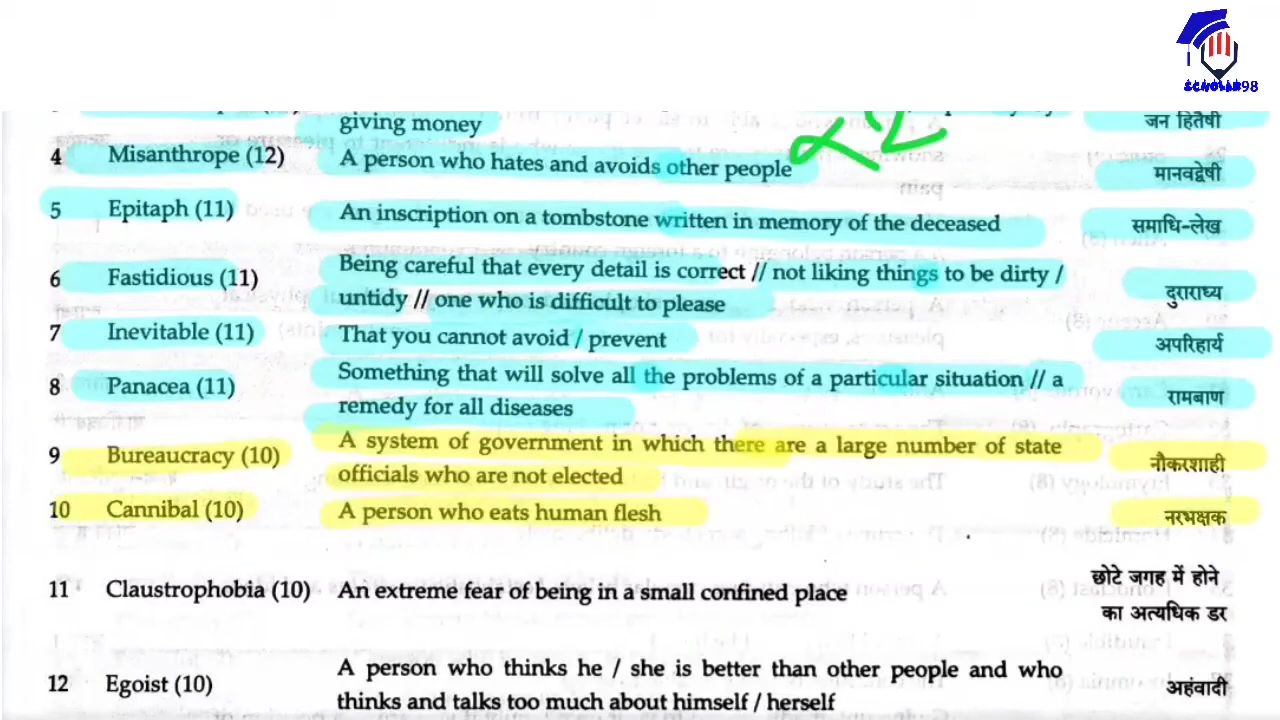 SCHOLAR98
giving money जन हितैषी
4 Misanthrope (12) A person who hates and avoids other people मानवद्वेषी
5 Epitaph (11) An inscription on a tombstone written in memory of the deceased समाधि-लेख
6 Fastidious (11) Being careful that every detail is correct // not liking things to be dirty /
untidy // one who is difficult to please दुराराध्य
7 Inevitable (11) That you cannot avoid / prevent अपरिहार्य
8 Panacea (11) Something that will solve all the problems of a particular situation // a
remedy for all diseases रामबाण
9 Bureaucracy (10) A system of government in which there are a large number of state
officials who are not elected नौकरशाही
10 Cannibal (10) A person who eats human flesh नरभक्षक
11 Claustrophobia (10) An extreme fear of being in a small confined place छोटे जगह में होने
का अत्यधिक डर
12 Egoist (10) A person who thinks he / she is better than other people and who
thinks and talks too much about himself / herself अहंवादी